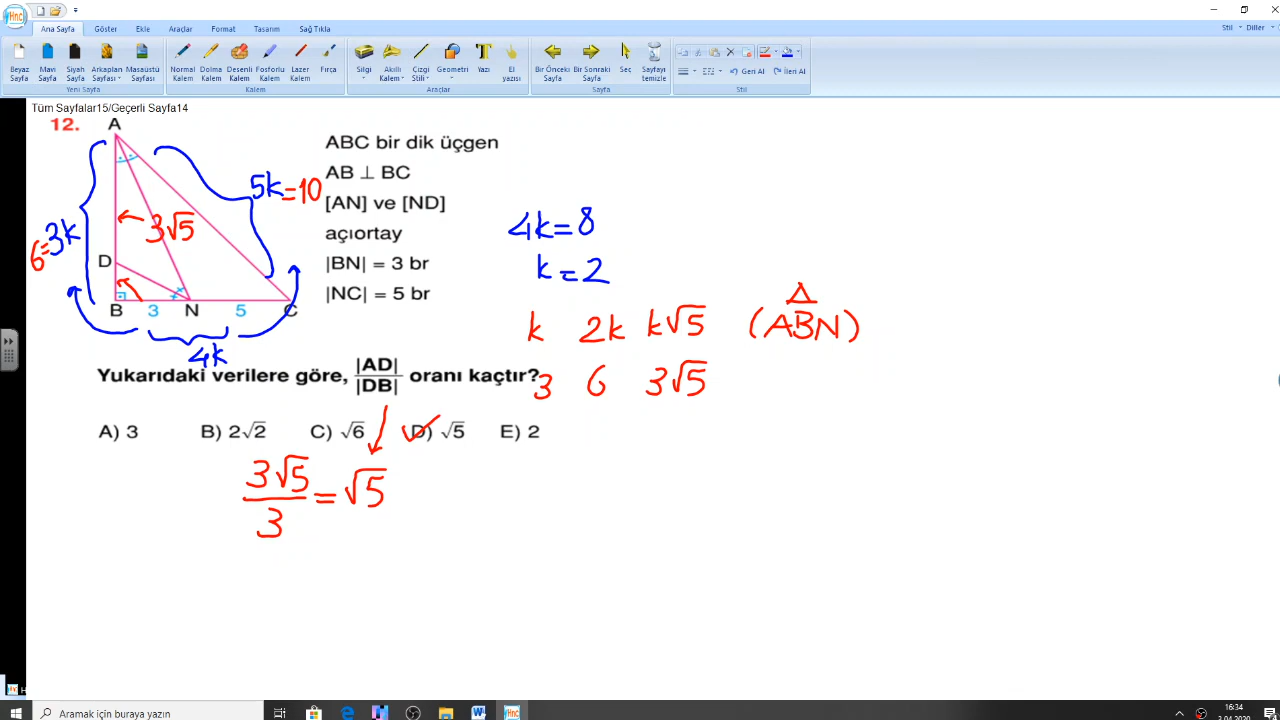 Ana Sayfa Göster Ekle Araçlar Format Tasarım Sağ Tıkla
Stil Diller
Beyaz Sayfa Mavi Sayfa Siyah Sayfa Arkaplan Sayfası Masaüstü Sayfası Normal Kalem Dolma Kalem Desenli Kalem Fosforlu Kalem Lazer Kalem Fırça Silgi Akıllı Kalem Çizgi Stili Geometri Yazı El yazısı Bir Önceki Sayfa Bir Sonraki Sayfa Seç Sayfayı temizle Geri Al İleri Al
Yeni Sayfa Kalem Araçlar Sayfa Stil
Tüm Sayfalar15/Geçerli Sayfa14
12. A
ABC bir dik üçgen
AB ⊥ BC
5k=10
[AN] ve [ND]
3√5
açıortay
4k=8
6=3k
D
|BN| = 3 br
k=2
|NC| = 5 br
B 3 N 5 C
k 2k k√5 (ABN)
△
4k
Yukarıdaki verilere göre, |AD|/|DB| oranı kaçtır?
3 6 3√5
A) 3 B) 2√2 C) √6 D) √5 E) 2
3√5/3=√5
Aramak için buraya yazın
16:34
3.04.2020